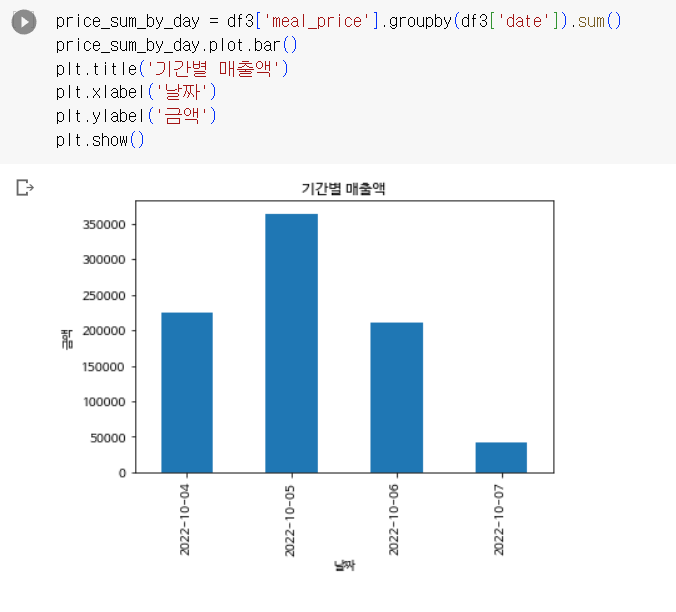 price_sum_by_day = df3['meal_price'].groupby(df3['date']).sum()
price_sum_by_day.plot.bar()
plt.title('기간별 매출액')
plt.xlabel('날짜')
plt.ylabel('금액')
plt.show()
기간별 매출액
350000
300000
250000
200000
150000
100000
50000
0
금액
2022-10-04
2022-10-05
2022-10-06
2022-10-07
날짜